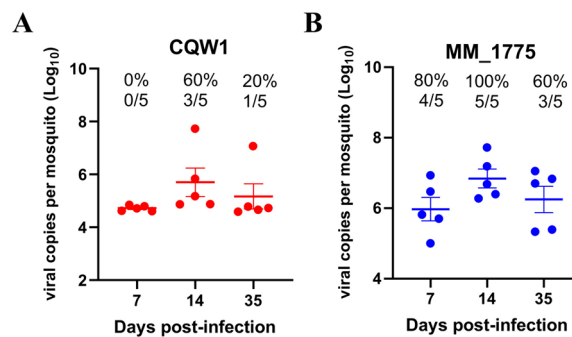 A
CQW1
viral copies per mosquito (Log10)
10
8
6
4
2
0% 60% 20%
0/5 3/5 1/5
7 14 35
Days post-infection
B
MM_1775
viral copies per mosquito (Log10)
10
8
6
4
80% 100% 60%
4/5 5/5 3/5
7 14 35
Days post-infection